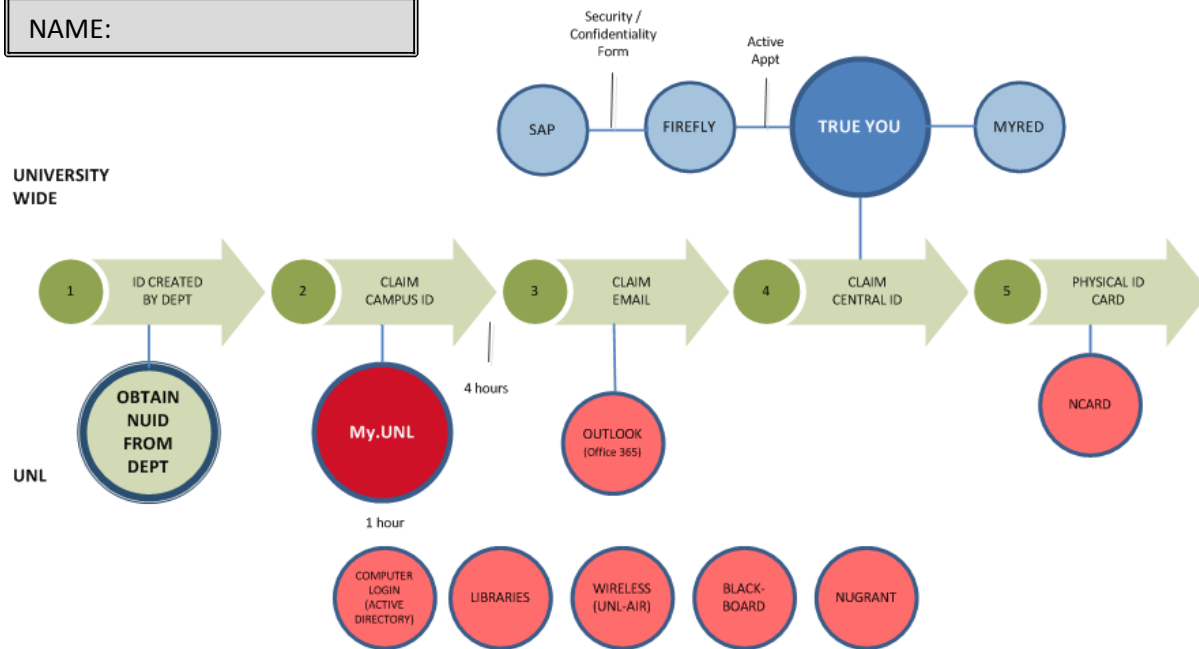 NAME:
Security /
Confidentiality
Form
Active
Appt
SAP
FIREFLY
TRUE YOU
MYRED
UNIVERSITY
WIDE
1
ID CREATED
BY DEPT
2
CLAIM
CAMPUS ID
3
CLAIM
EMAIL
4
CLAIM
CENTRAL ID
5
PHYSICAL ID
CARD
4 hours
OBTAIN
NUID
FROM
DEPT
My.UNL
OUTLOOK
(Office 365)
NCARD
UNL
1 hour
COMPUTER
LOGIN
(ACTIVE
DIRECTORY)
LIBRARIES
WIRELESS
(UNL-AIR)
BLACK-
BOARD
NUGRANT